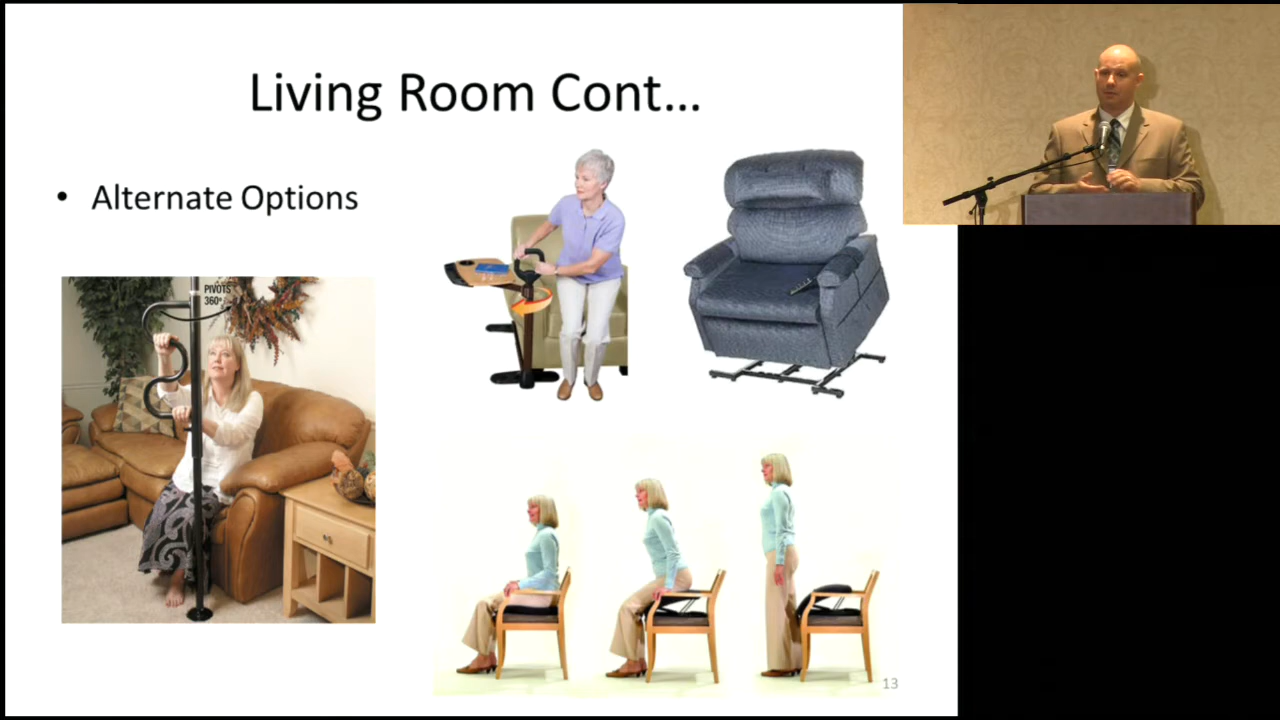 Living Room Cont...
• Alternate Options
PIVOTS
360°
13